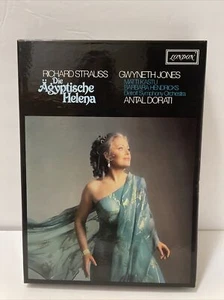 LONDON
RICHARD STRAUSS
Die
Ägyptische
Helena
GWYNETH JONES
MATTI KASTU
BARBARA HENDRICKS
Detroit Symphony Orchestra
ANTAL DORATI